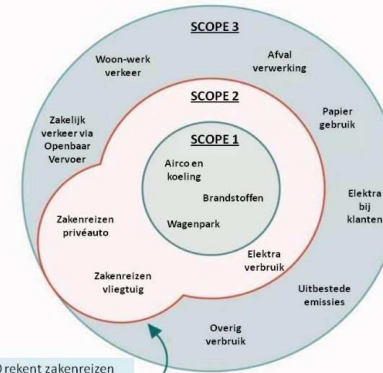 SCOPE 3
Woon-werk
verkeer
Afval
verwerking
SCOPE 2
Zakelijk
verkeer via
Openbaar
Vervoer
Papier
gebruik
SCOPE 1
Airco en
koeling
Brandstoffen
Wagenpark
Elektra
bij
klanten
Zakenreizen
privéauto
Elektra
verbruik
Zakenreizen
vliegtuig
Uitbestede
emissies
Overig
verbruik
rekent zakenreizen